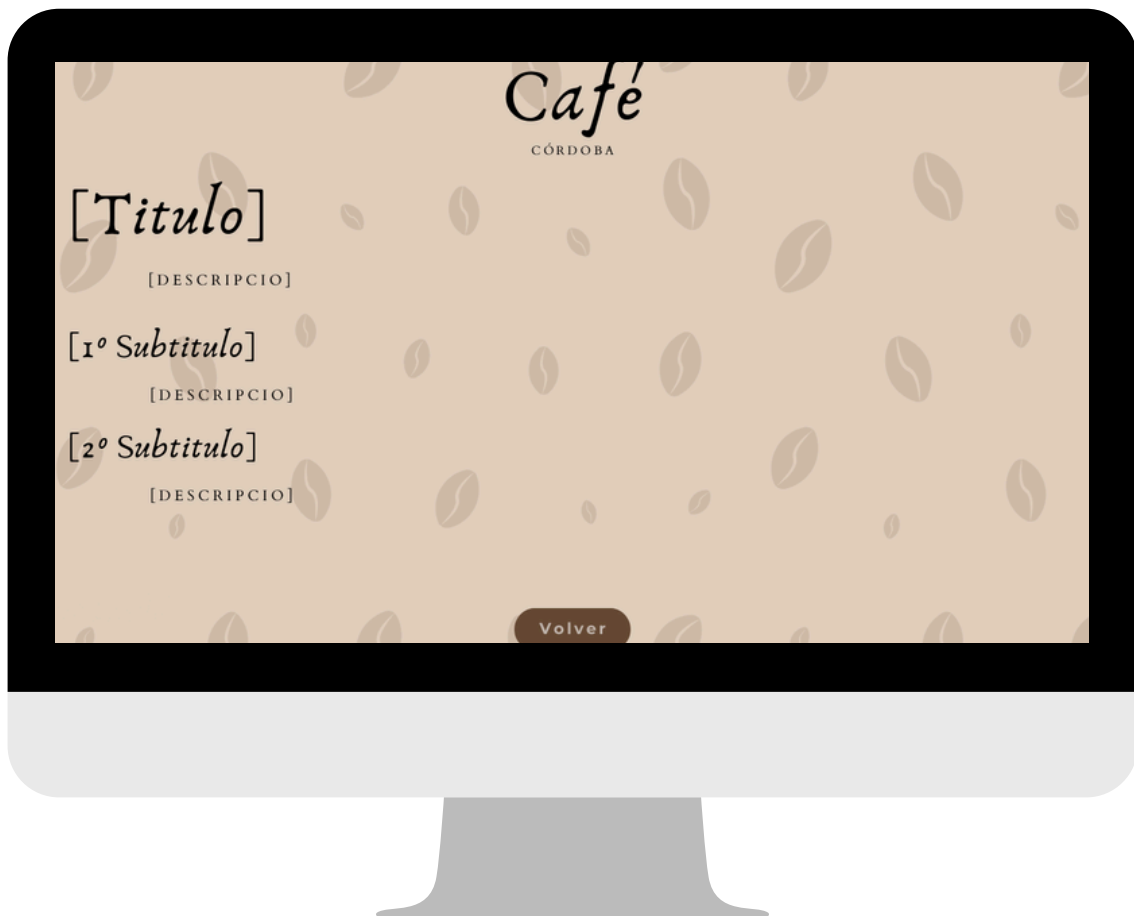 Café
CÓRDOBA
[Titulo]
[DESCRIPCIO]
[1º Subtitulo]
[DESCRIPCIO]
[2º Subtitulo]
[DESCRIPCIO]
Volver